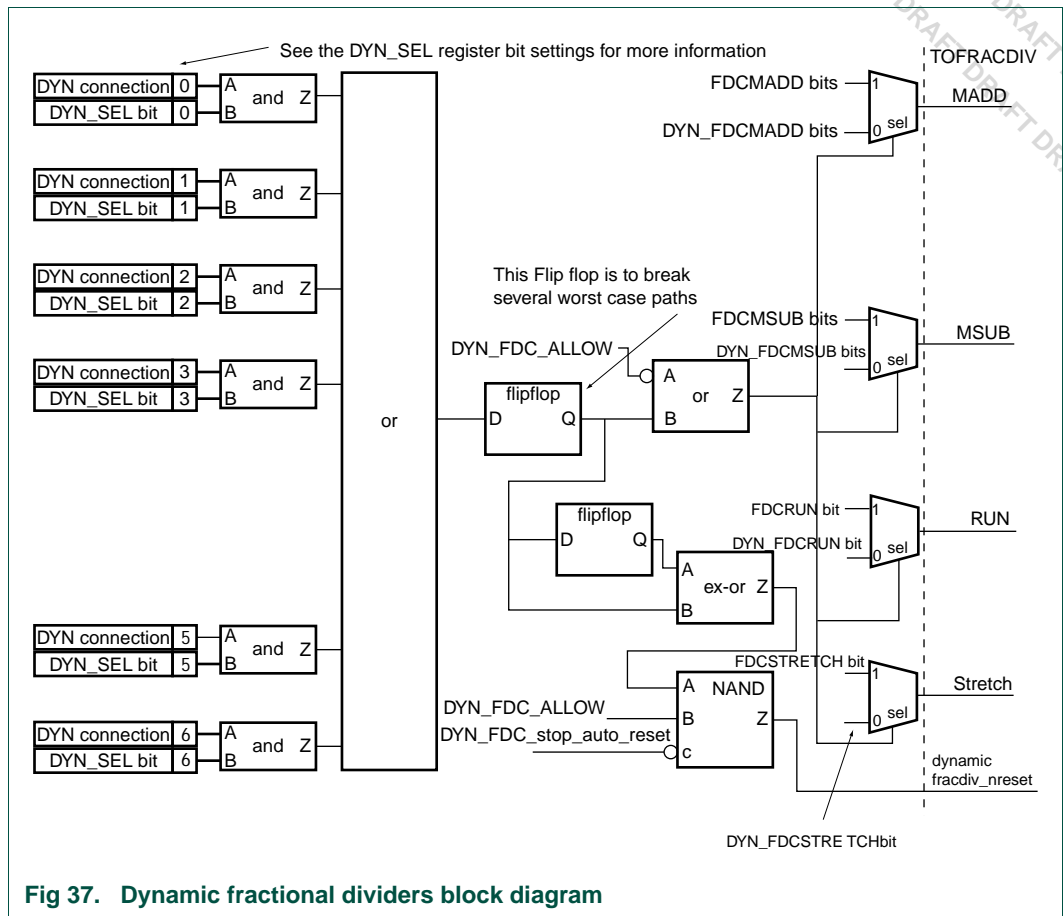 DRAFT DRAFT DR
DRAFT
See the DYN_SEL register bit settings for more information
TOFRACDIV
DYN connection 0 A
DYN_SEL bit 0 B
and Z
DYN connection 1 A
DYN_SEL bit 1 B
and Z
DYN connection 2 A
DYN_SEL bit 2 B
and Z
DYN connection 3 A
DYN_SEL bit 3 B
and Z
DYN connection 5 A
DYN_SEL bit 5 B
and Z
DYN connection 6 A
DYN_SEL bit 6 B
and Z
or
This Flip flop is to break
several worst case paths
DYN_FDC_ALLOW
flipflop
D Q
A
or Z
B
flipflop
D Q
A
ex-or Z
B
A NAND
DYN_FDC_ALLOW
B Z
DYN_FDC_stop_auto_reset
c
FDCMADD bits 1
MADD
DYN_FDCMADD bits 0 sel
FDCMSUB bits 1
MSUB
DYN_FDCMSUB bits
0 sel
FDCRUN bit 1
RUN
DYN_FDCRUN bit
0 sel
FDCSTRETCH bit
1
Stretch
0 sel
dynamic
fracdiv_nreset
DYN_FDCSTRE TCHbit
Fig 37. Dynamic fractional dividers block diagram